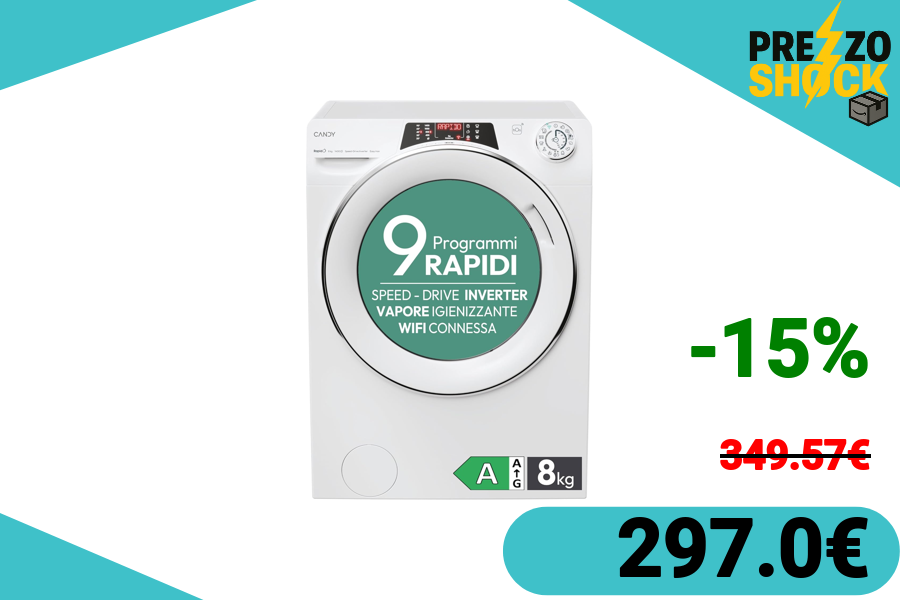 PREZZO
SHOCK
CANDY
RAPID
9 Programmi
RAPIDI
SPEED - DRIVE INVERTER
VAPORE IGIENIZZANTE
WIFI CONNESSA
-15%
349.57€
A
A
G
8kg
297.0€